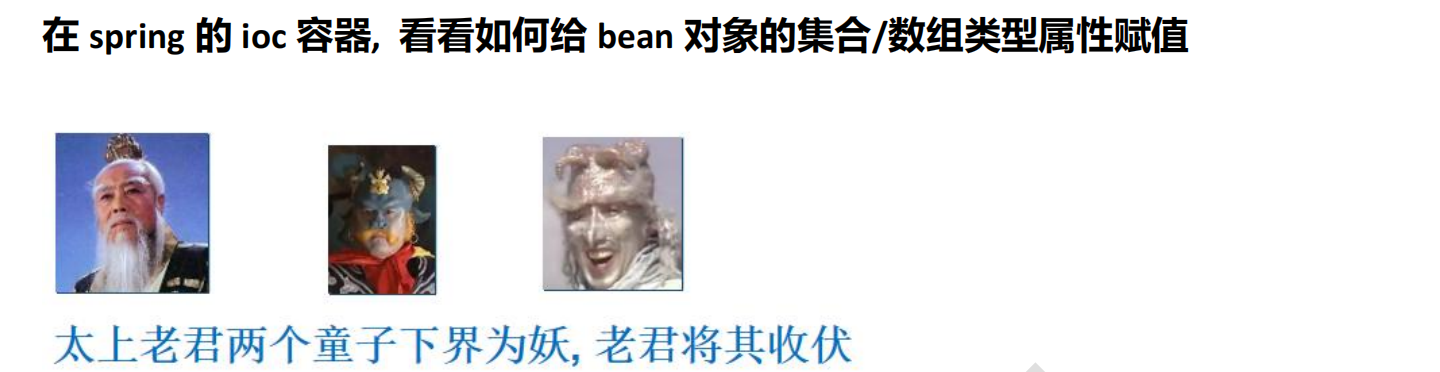 在 spring 的 ioc 容器, 看看如何给 bean 对象的集合/数组类型属性赋值
太上老君两个童子下界为妖, 老君将其收伏